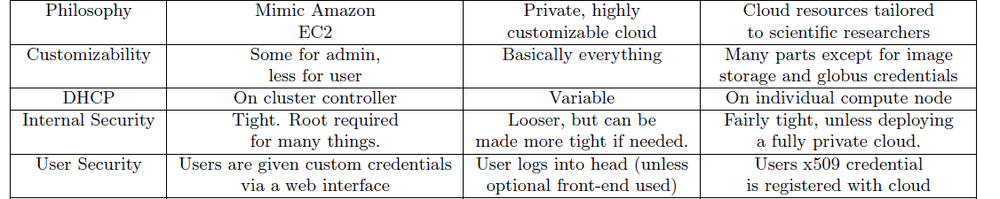 Philosophy Mimic Amazon Private, highly Cloud resources tailored
EC2 customizable cloud to scientific researchers
Customizability Some for admin, Basically everything Many parts except for image
less for user storage and globus credentials
DHCP On cluster controller Variable On individual compute node
Internal Security Tight. Root required Looser, but can be Fairly tight, unless deploying
for many things. made more tight if needed. a fully private cloud.
User Security Users are given custom credentials User logs into head (unless Users x509 credential
via a web interface optional front-end used) is registered with cloud